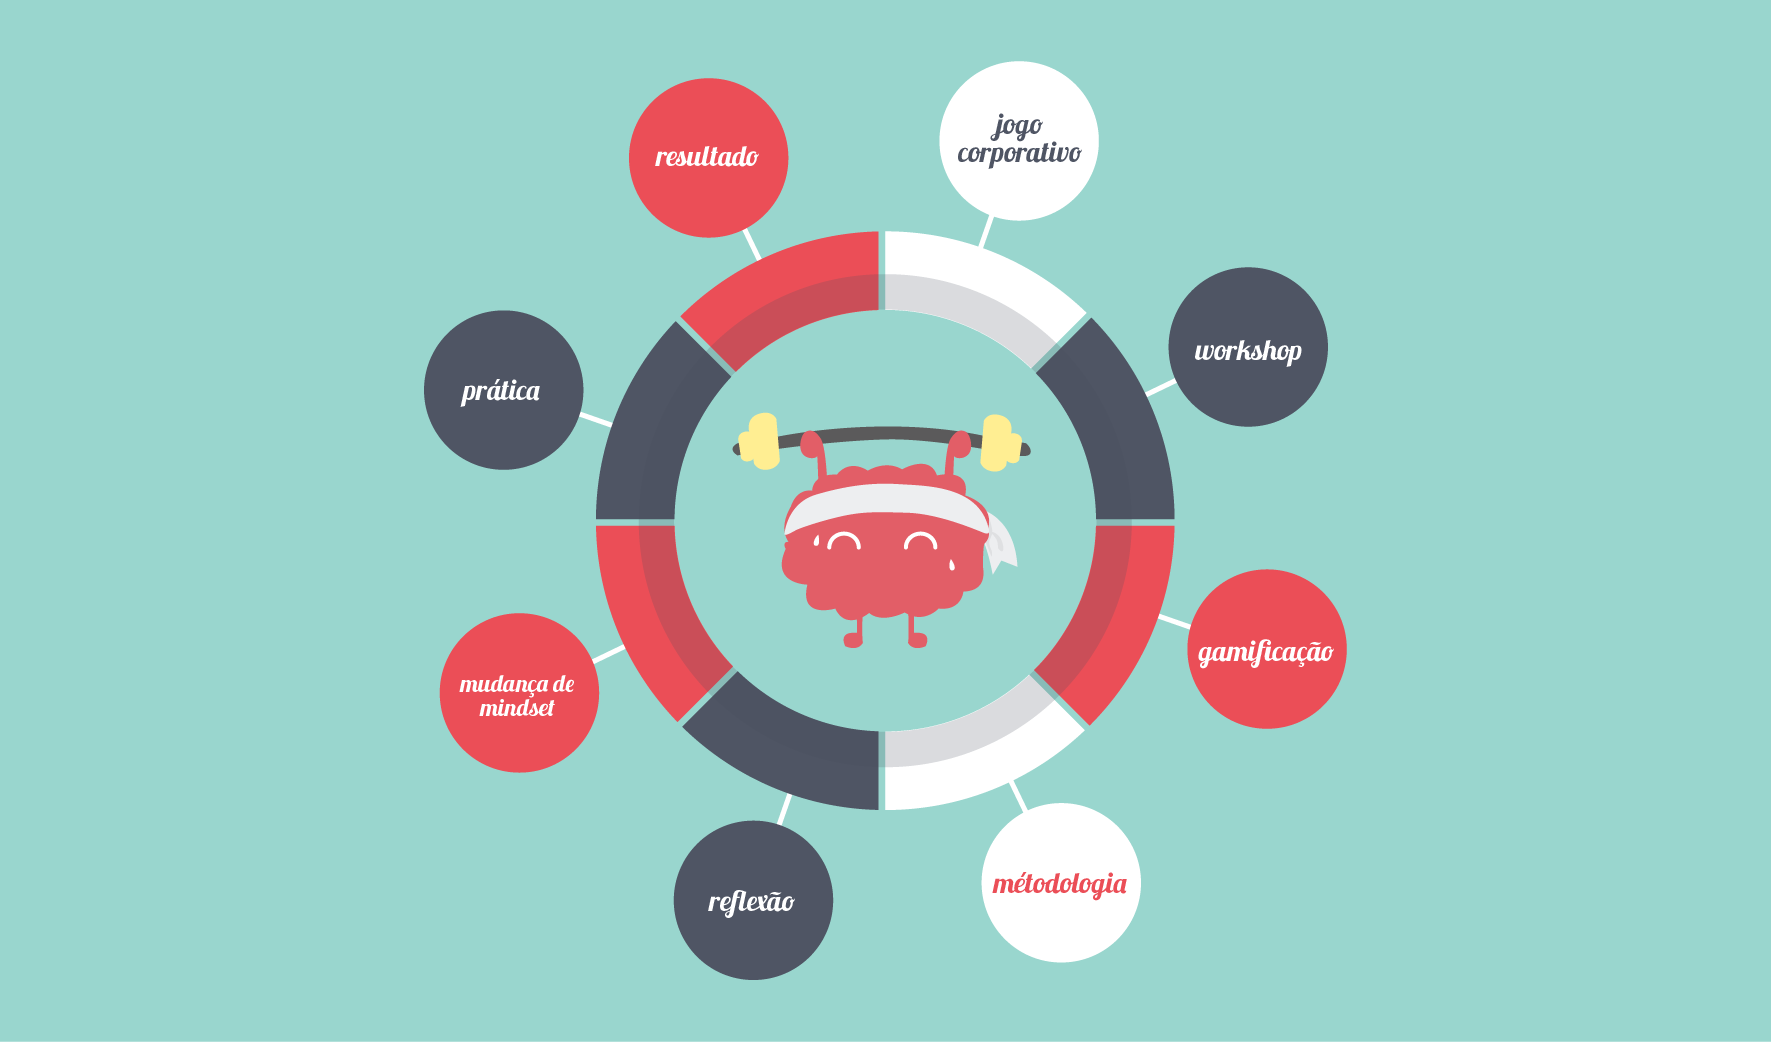 resultado
jogo
corporativo
workshop
prática
gamificação
mudança de
mindset
métodologia
reflexão